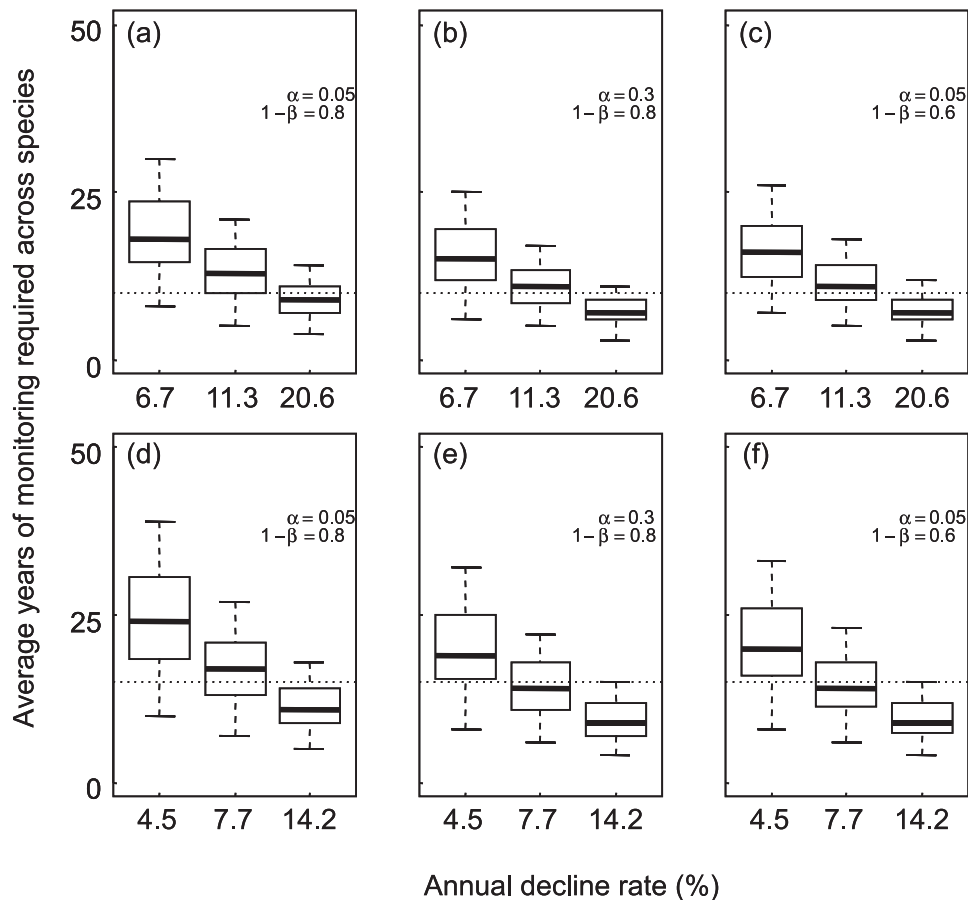 Average years of monitoring required across species
50
25
0
(a)
α = 0.05
1 − β = 0.8
6.7 11.3 20.6
(b)
α = 0.3
1 − β = 0.8
6.7 11.3 20.6
(c)
α = 0.05
1 − β = 0.6
6.7 11.3 20.6
50
25
0
(d)
α = 0.05
1 − β = 0.8
4.5 7.7 14.2
(e)
α = 0.3
1 − β = 0.8
4.5 7.7 14.2
(f)
α = 0.05
1 − β = 0.6
4.5 7.7 14.2
Annual decline rate (%)